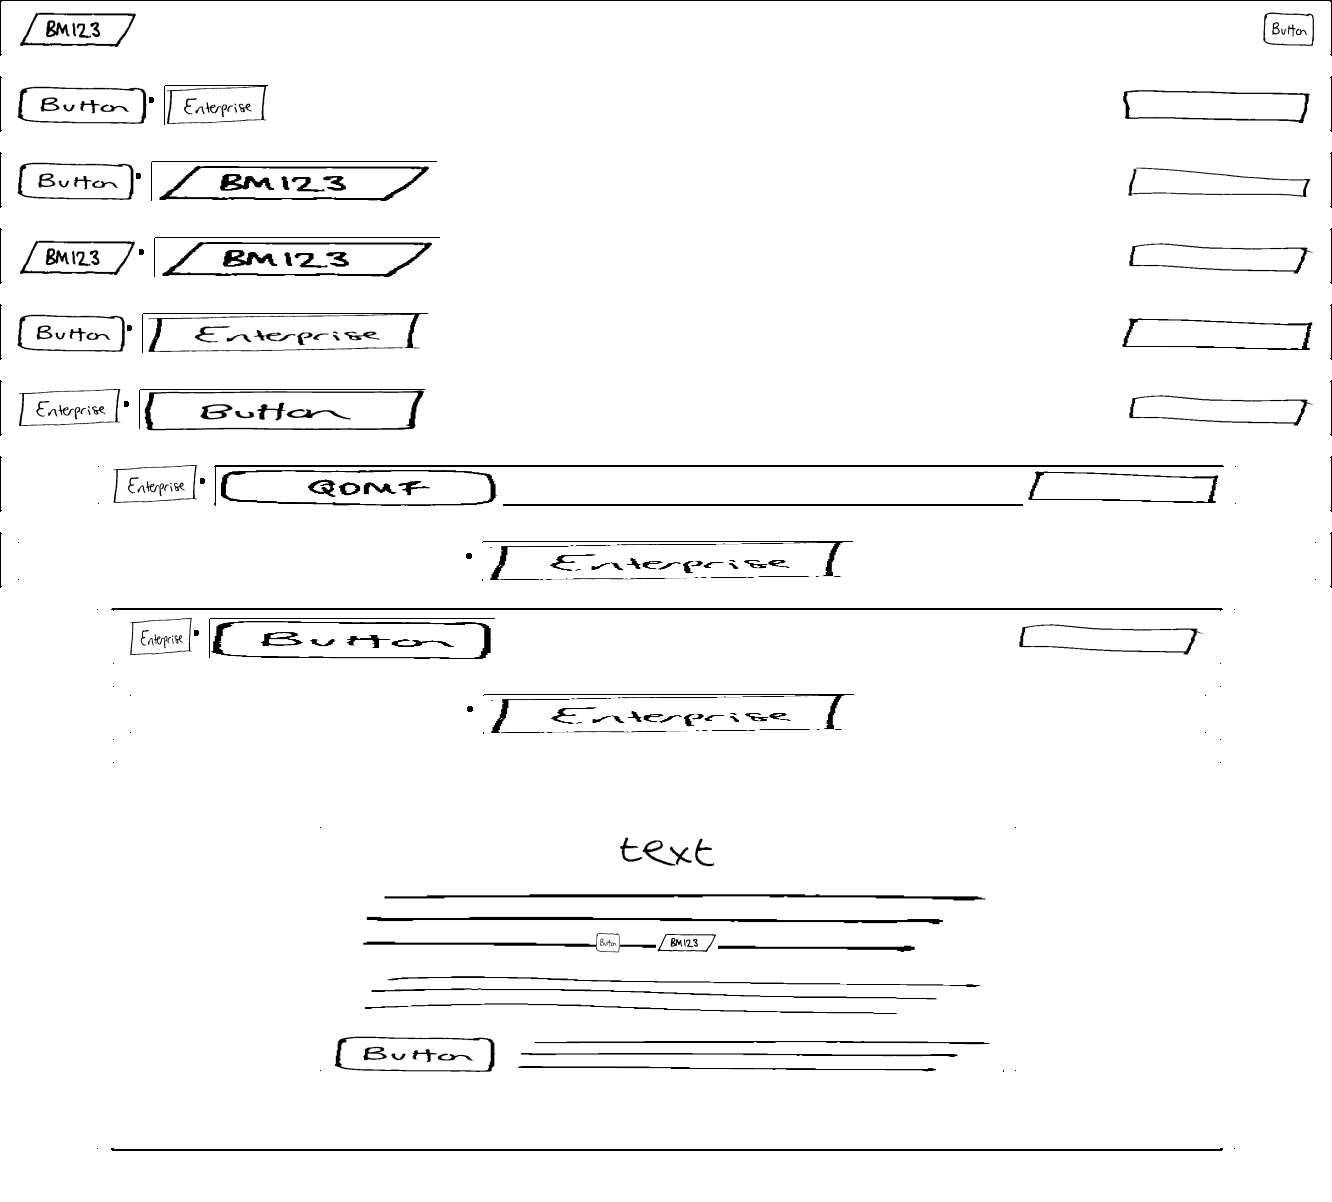 BM123 Button
Button Enterprise
Button BM123
BM123 BM123
Button Enterprise
Enterprise Button
Enterprise QOMF
Enterprise
Enterprise Button
Enterprise
text
Button BM123
Button